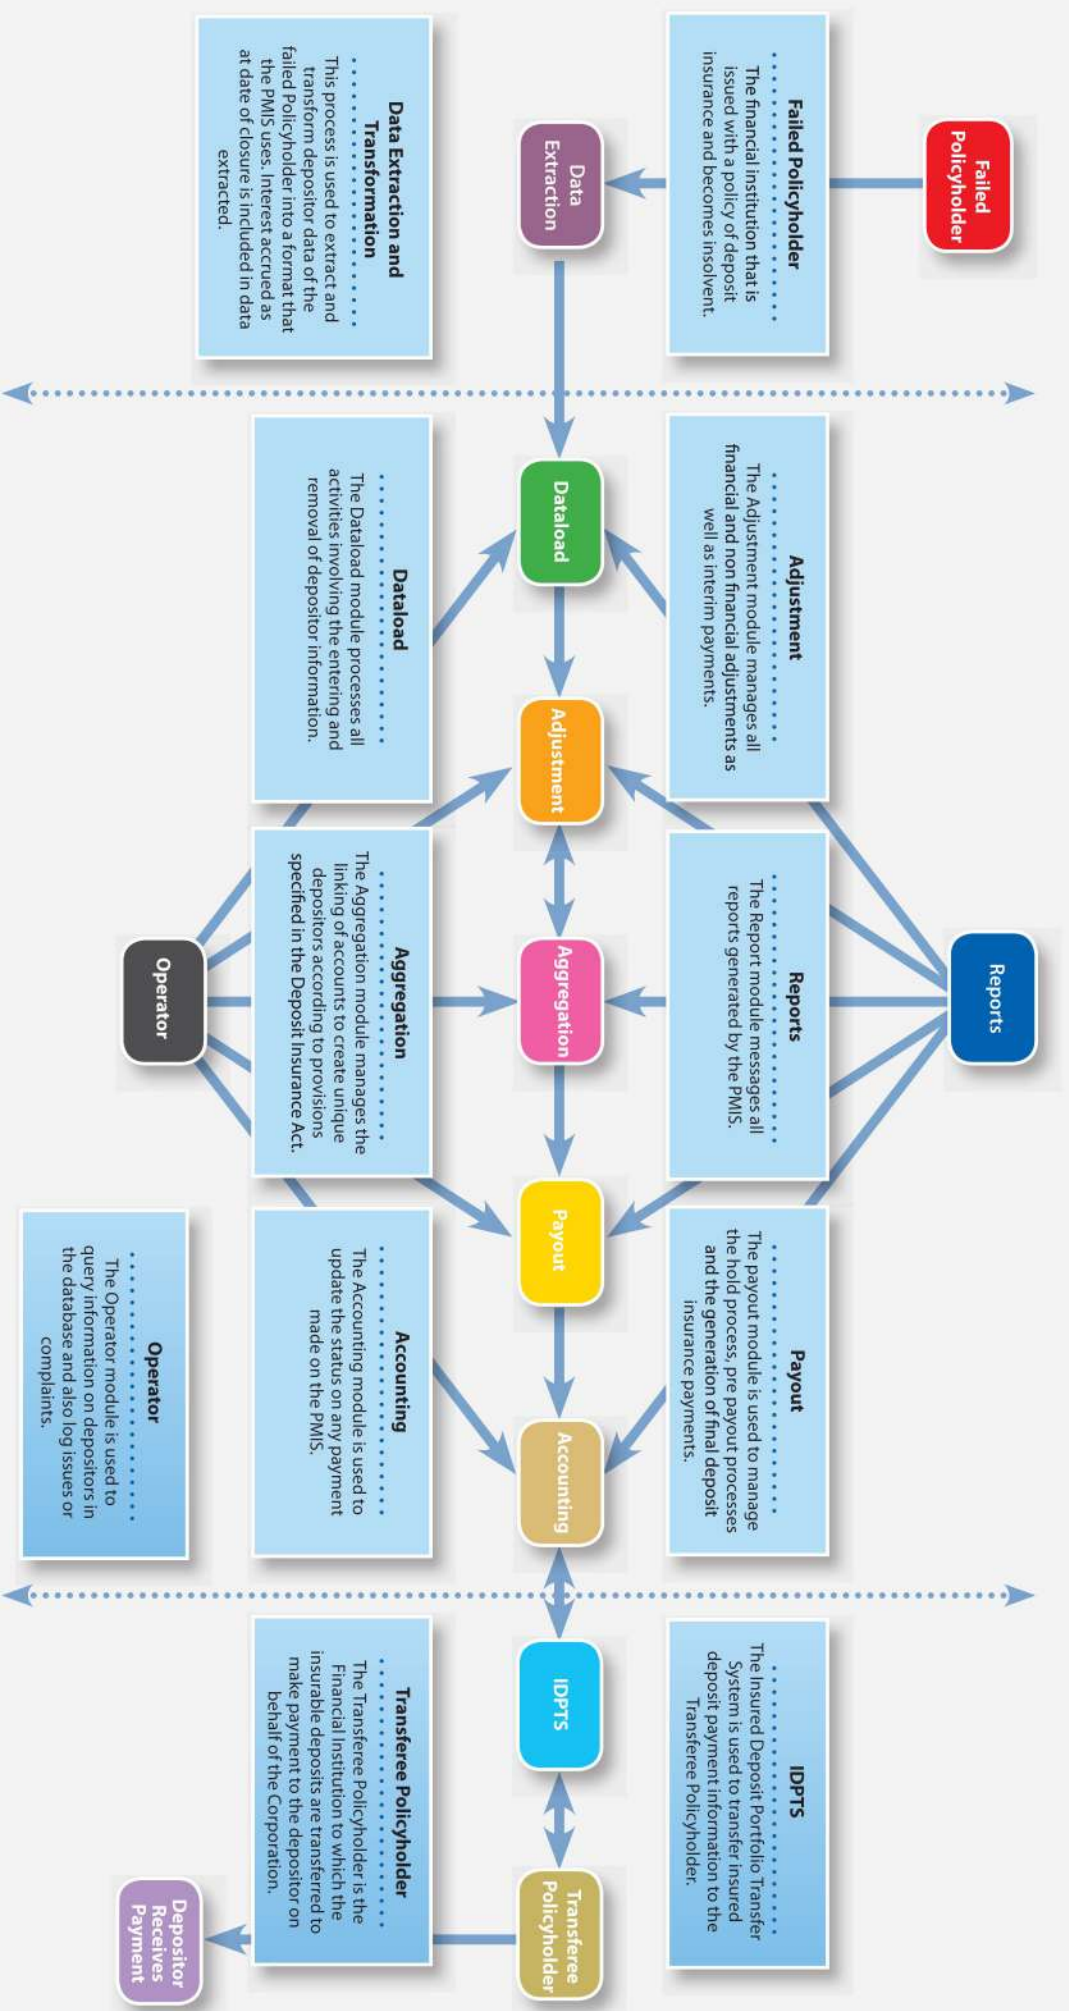 Failed
Policyholder
Reports
Failed Policyholder
The financial institution that is
issued with a policy of deposit
insurance and becomes insolvent.
Adjustment
The Adjustment module manages all
financial and non financial adjustments as
well as interim payments.
Reports
The Report module messages all
reports generated by the PMIS.
Payout
The payout module is used to manage
the hold process, pre payout processes
and the generation of final deposit
insurance payments.
IDPTS
The Insured Deposit Portfolio Transfer
System is used to transfer insured
deposit payment information to the
Transferee Policyholder.
Data
Extraction
Dataload
Adjustment
Aggregation
Payout
Accounting
IDPTS
Transferee
Policyholder
Data Extraction and
Transformation
This process is used to extract and
transform depositor data of the
failed Policyholder into a format that
the PMIS uses. Interest accrued as
at date of closure is included in data
extracted.
Dataload
The Dataload module processes all
activities involving the entering and
removal of depositor information.
Aggregation
The Aggregation module manages the
linking of accounts to create unique
depositors according to provisions
specified in the Deposit Insurance Act.
Accounting
The Accounting module is used to
update the status on any payment
made on the PMIS.
Transferee Policyholder
The Transferee Policyholder is the
Financial Institution to which the
insurable deposits are transferred to
make payment to the depositor on
behalf of the Corporation.
Operator
Operator
The Operator module is used to
query information on depositors in
the database and also log issues or
complaints.
Depositor
Receives
Payment